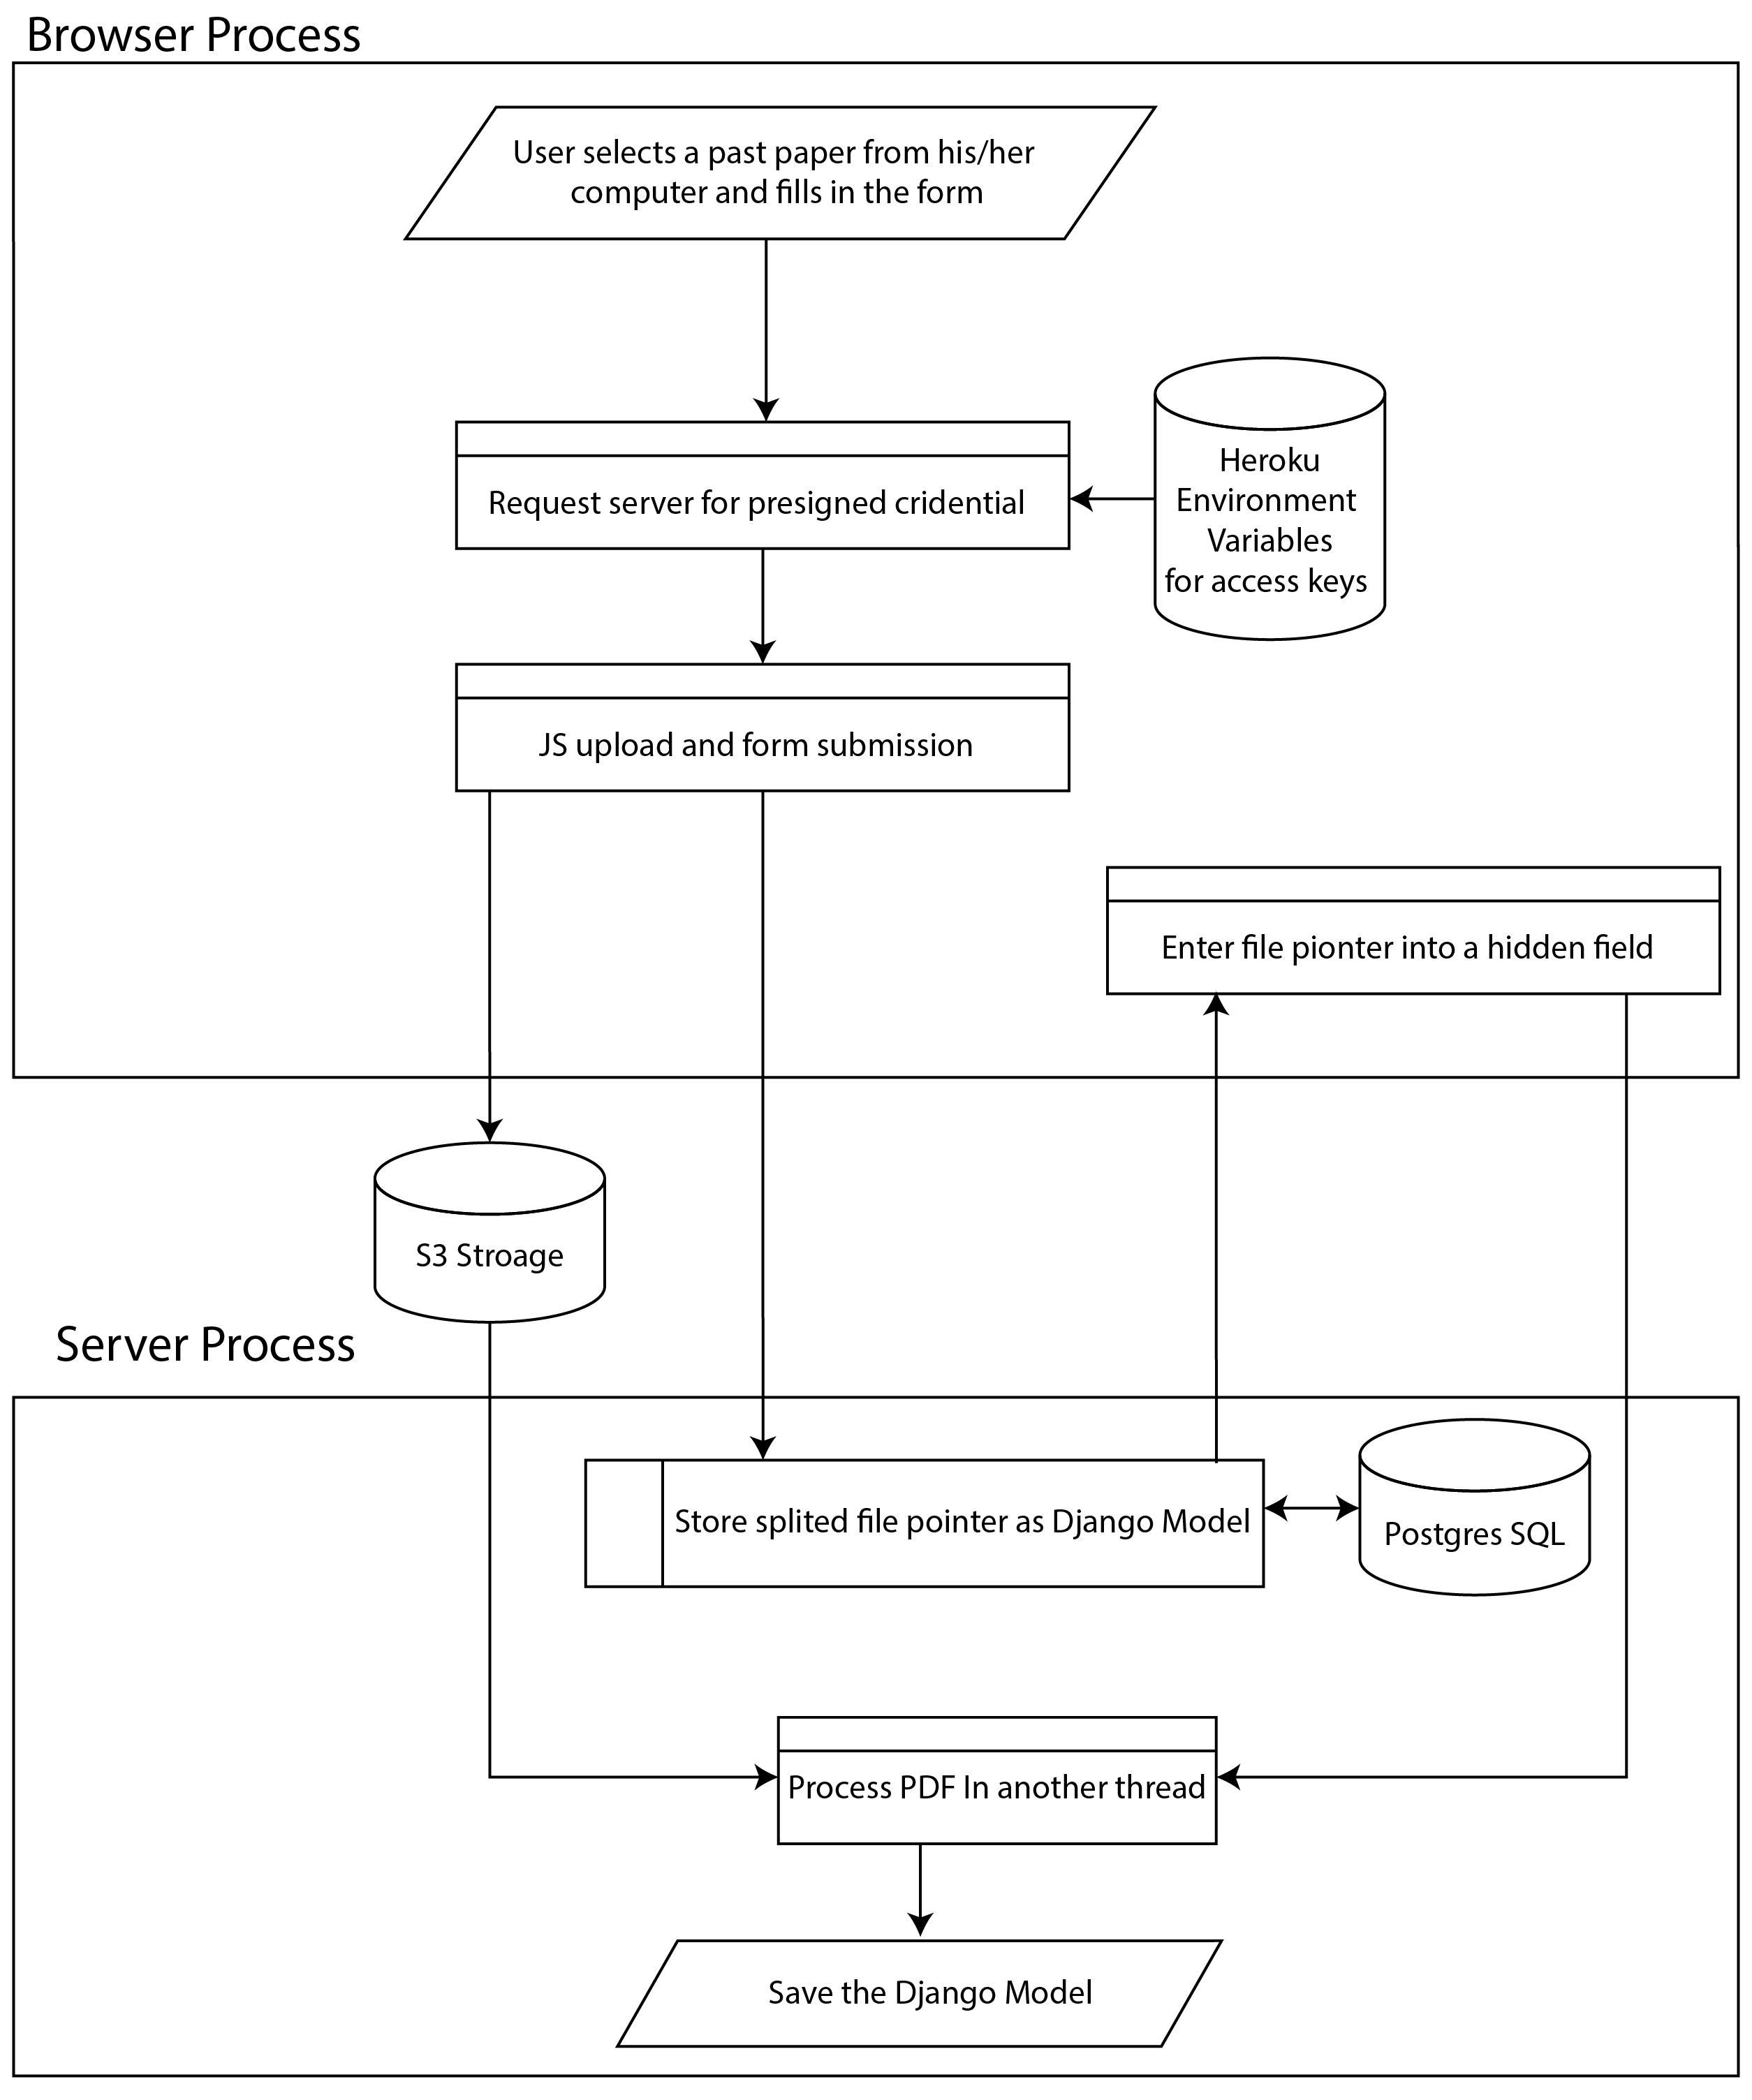 Browser Process
User selects a past paper from his/her
computer and fills in the form
Heroku
Environment
Variables
for access keys
Request server for presigned cridential
JS upload and form submission
Enter file pionter into a hidden field
S3 Stroage
Server Process
Store splited file pointer as Django Model
Postgres SQL
Process PDF In another thread
Save the Django Model